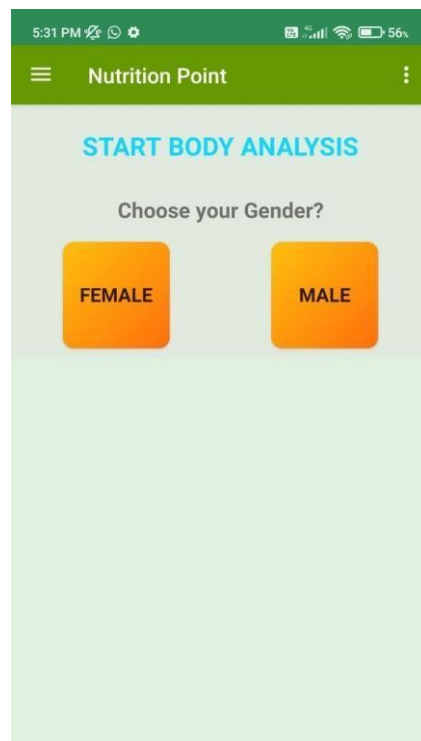 5:31 PM 56%
Nutrition Point
START BODY ANALYSIS
Choose your Gender?
FEMALE MALE